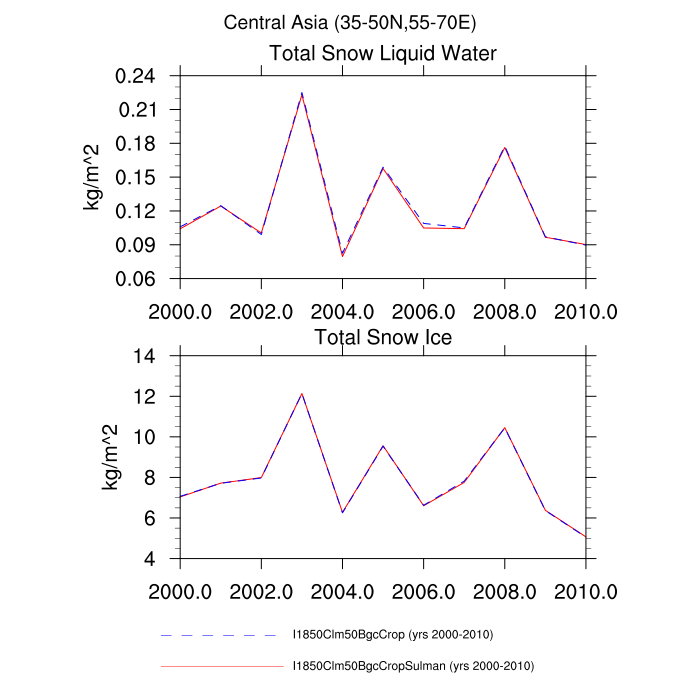 Central Asia (35-50N,55-70E)
Total Snow Liquid Water
0.24
0.21
0.18
0.15
0.12
0.09
0.06
kg/m^2
2000.0 2002.0 2004.0 2006.0 2008.0 2010.0
Total Snow Ice
14
12
10
8
6
4
kg/m^2
2000.0 2002.0 2004.0 2006.0 2008.0 2010.0
I1850Clm50BgcCrop (yrs 2000-2010)
I1850Clm50BgcCropSulman (yrs 2000-2010)